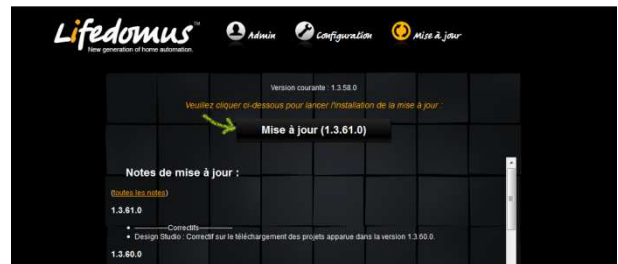 Lifedomus™
New generation of home automation.
Admin
Configuration
Mise à jour
Version courante : 1.3.58.0
Veuillez cliquer ci-dessous pour lancer l'installation de la mise à jour :
Mise à jour (1.3.61.0)
Notes de mise à jour :
(toutes les notes)
1.3.61.0
• ------------Correctifs------------
• Design Studio : Correctif sur le téléchargement des projets apparue dans la version 1.3.60.0.
1.3.60.0